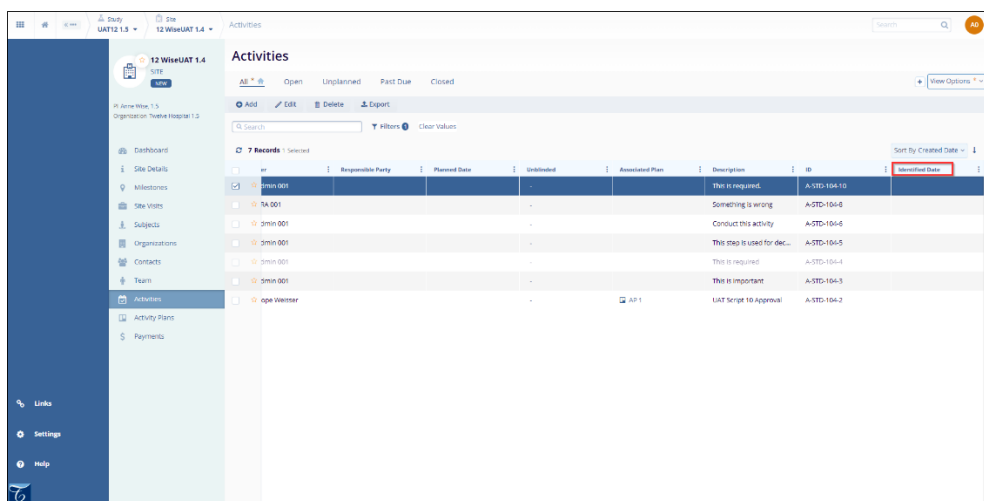 Study
UAT12 1.5
Site
12 WiseUAT 1.4
Activities
Search
AO
12 WiseUAT 1.4
SITE
NEW
PI Anne Wise, 1.5
Organization Twelve Hospital 1.3
Dashboard
Site Details
Milestones
Site Visits
Subjects
Organizations
Contacts
Team
Activities
Activity Plans
Payments
Links
Settings
Help
Activities
All * Open Unplanned Past Due Closed
View Options *
Add Edit Delete Export
Search Filters 1 Clear Values
7 Records 1 Selected
Sort By Created Date
er Responsible Party Planned Date Unblinded Associated Plan Description ID Identified Date
dmin 001 - This is required. A-STD-104-10
RA 001 - Something is wrong A-STD-104-8
dmin 001 - Conduct this activity A-STD-104-6
dmin 001 - This step is used for dec... A-STD-104-5
dmin 001 - This is required A-STD-104-4
dmin 001 - This is important A-STD-104-3
ope Weisser - AP 1 UAT Script 10 Approval A-STD-104-2